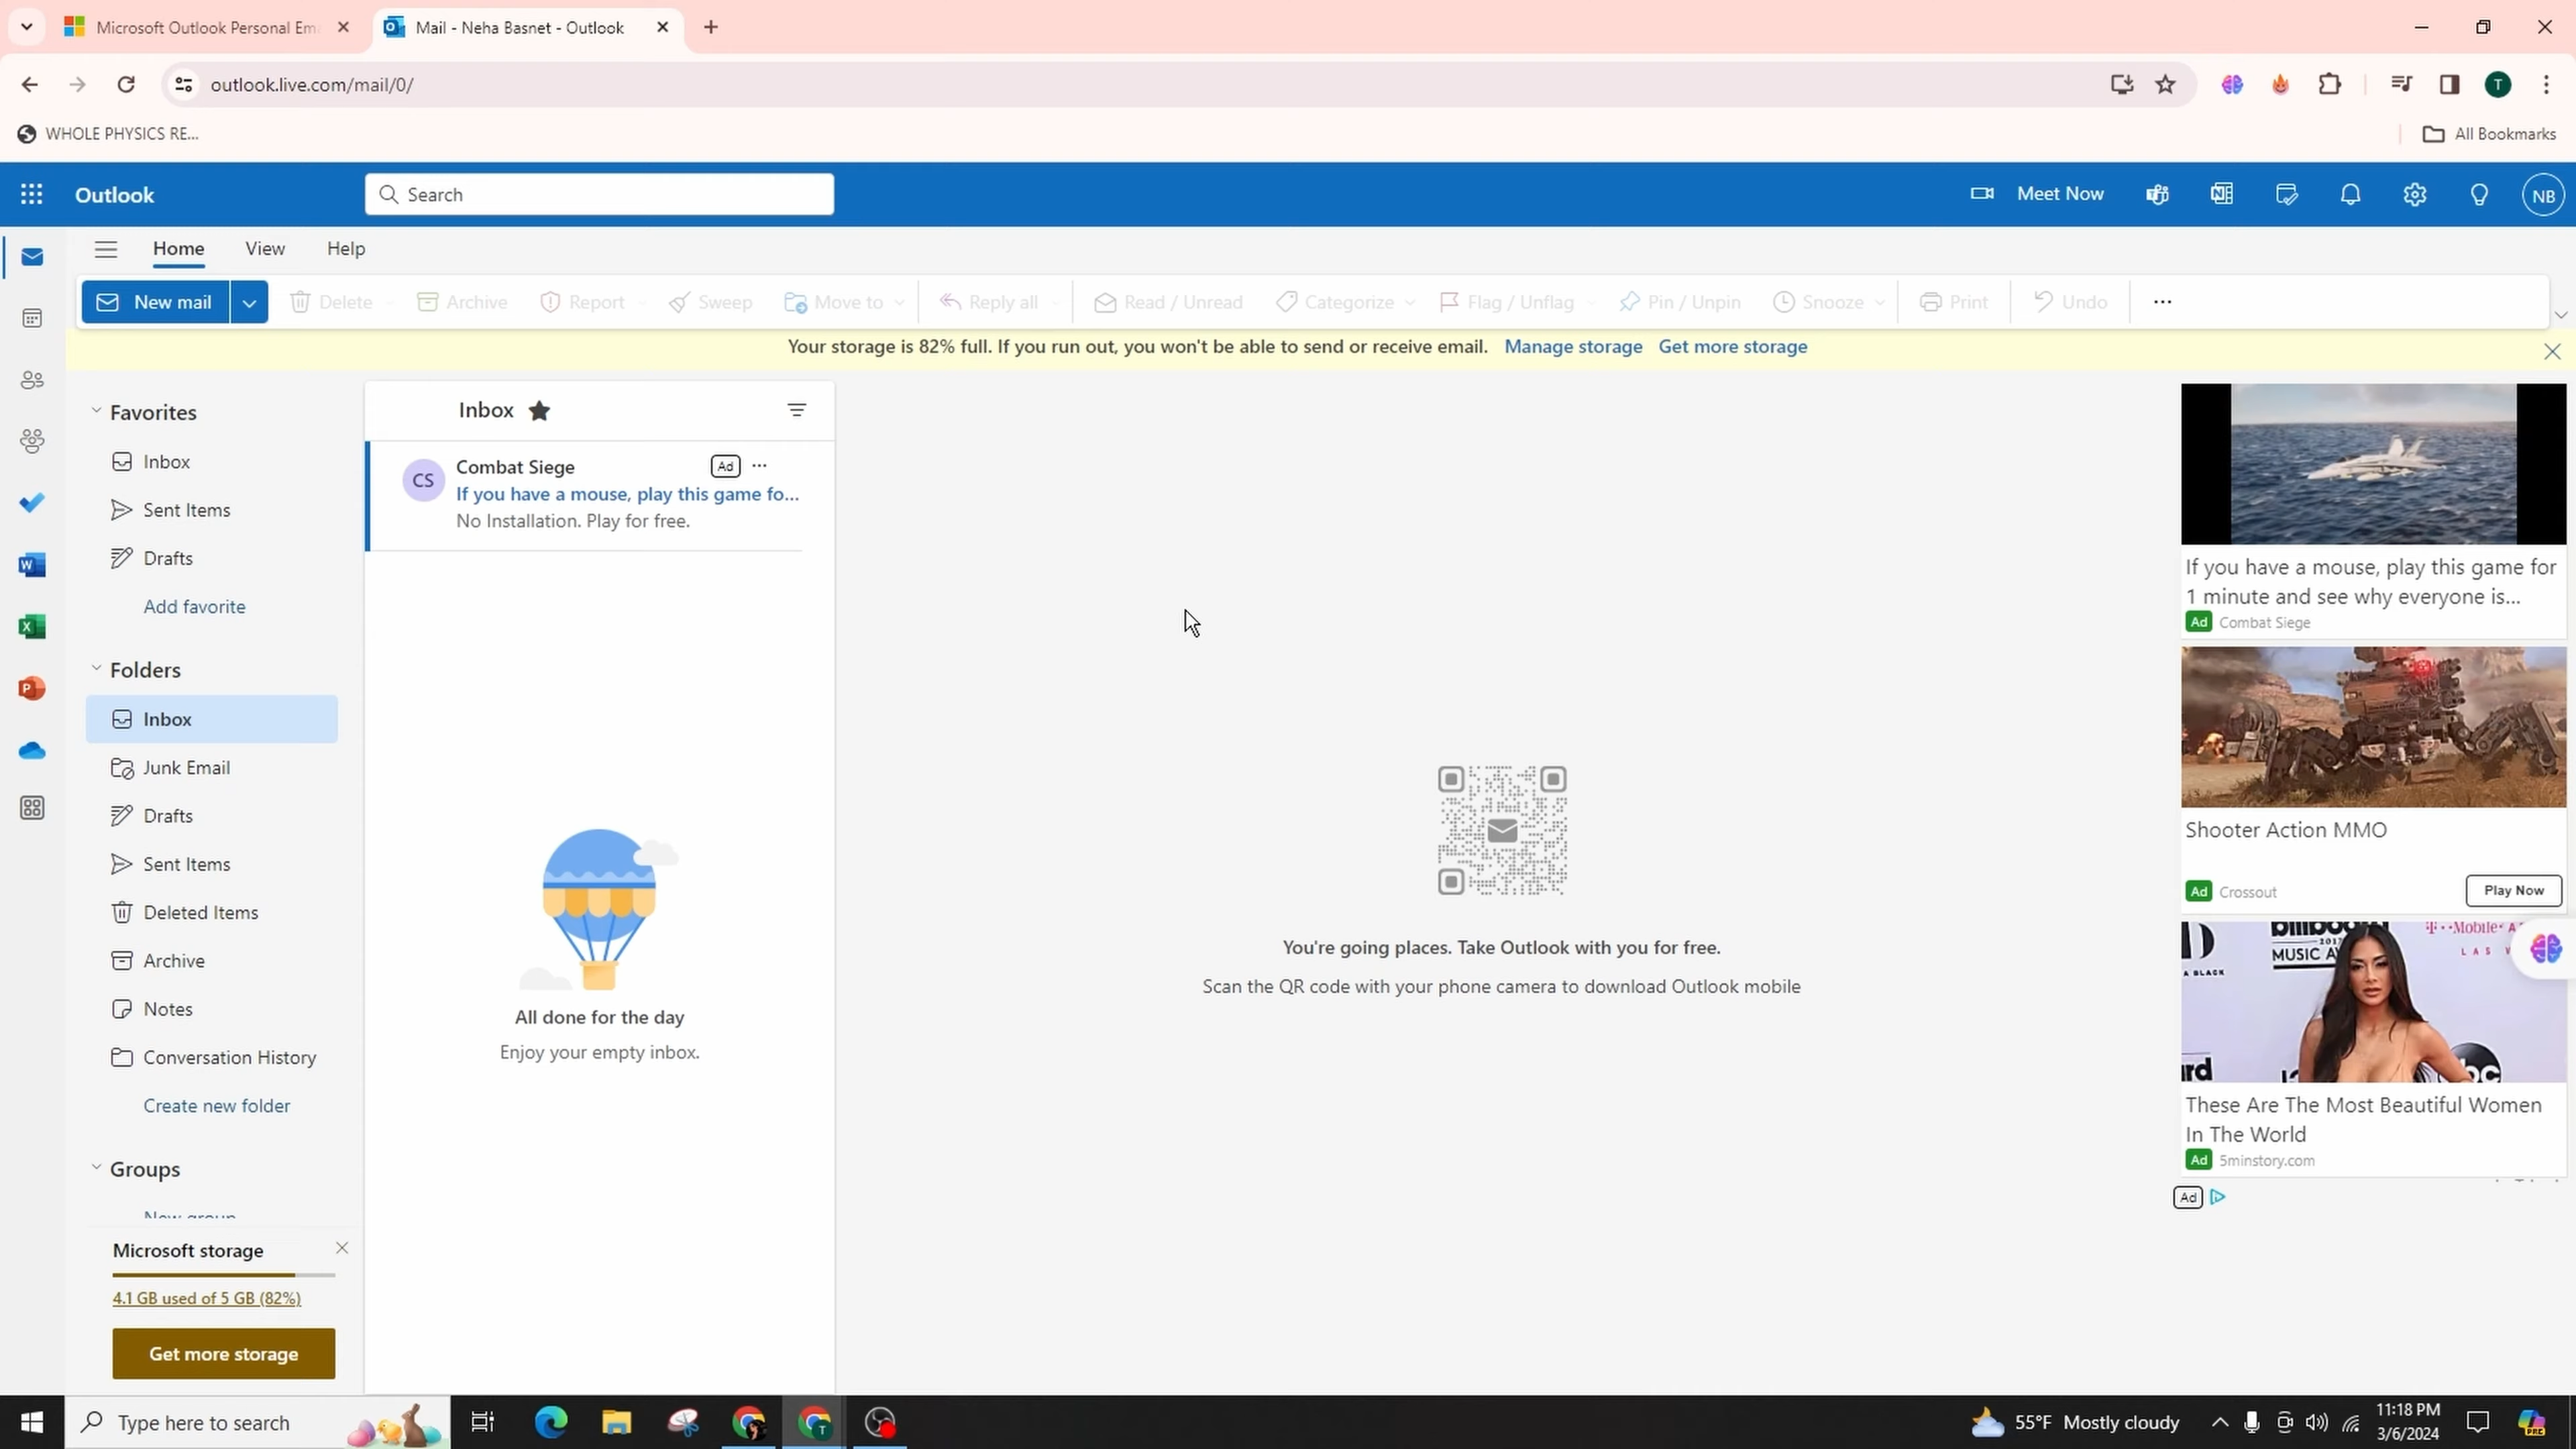 Microsoft Outlook Personal Em
Mail - Neha Basnet - Outlook
outlook.live.com/mail/0/
T
WHOLE PHYSICS RE...
All Bookmarks
Outlook
Search
Meet Now
NB
Home
View
Help
New mail
Delete
Archive
Report
Sweep
Move to
Reply all
Read / Unread
Categorize
Flag / Unflag
Pin / Unpin
Snooze
Print
Undo
Your storage is 82% full. If you run out, you won't be able to send or receive email. Manage storage Get more storage
Favorites
Inbox
Sent Items
Drafts
Add favorite
Folders
Inbox
Junk Email
Drafts
Sent Items
Deleted Items
Archive
Notes
Conversation History
Create new folder
Groups
New group
Microsoft storage
4.1 GB used of 5 GB (82%)
Get more storage
Inbox
CS
Combat Siege
Ad
If you have a mouse, play this game fo...
No Installation. Play for free.
All done for the day
Enjoy your empty inbox.
You're going places. Take Outlook with you for free.
Scan the QR code with your phone camera to download Outlook mobile
If you have a mouse, play this game for
1 minute and see why everyone is...
Ad Combat Siege
Shooter Action MMO
Ad Crossout
Play Now
MUSIC
These Are The Most Beautiful Women
In The World
Ad 5minstory.com
Ad
Type here to search
55°F Mostly cloudy
11:18 PM
3/6/2024